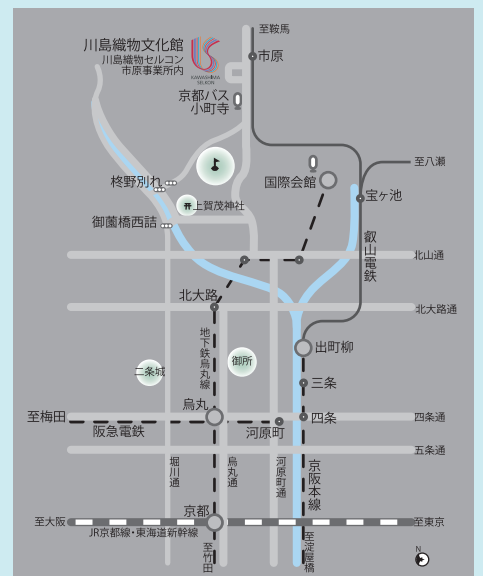 至鞍馬
川島織物文化館
川島織物セルコン
市原事業所内
KAWASHIMA
SELKON
市原
京都バス
小町寺
至八瀬
柊野別れ
国際会館
宝ヶ池
上賀茂神社
御薗橋西詰
叡山電鉄
北山通
北大路
北大路通
地下鉄烏丸線
出町柳
御所
二条城
三条
烏丸
至梅田
四条
四条通
阪急電鉄
河原町
五条通
堀川通
烏丸通
河原町通
京阪本線
京都
至大阪
至東京
JR京都線・東海道新幹線
至竹田
至淀屋橋
N